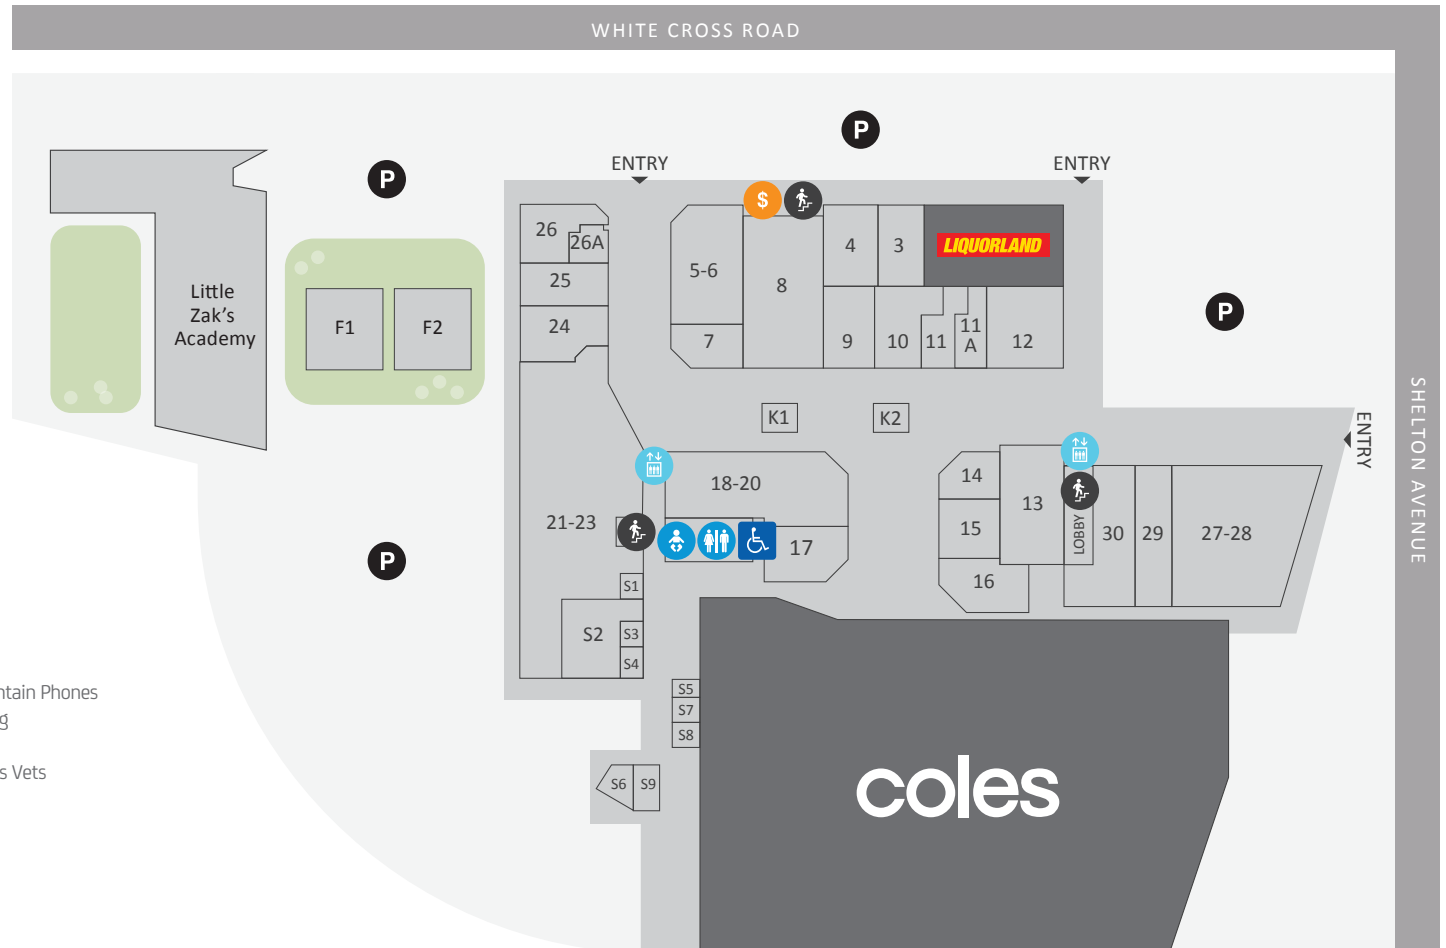 WHITE CROSS ROAD
P
P
ENTRY
ENTRY
$
26
26A
5-6
4
3
LIQUORLAND
25
8
Little
Zak's
Academy
F1
F2
24
7
9
10
11
11
A
12
P
K1
K2
SHELTON AVENUE
ENTRY
18-20
14
13
21-23
15
17
LOBBY
30
29
27-28
P
16
S1
S2
S3
S4
S5
S7
S8
S6
S9
ntain Phones
g
s Vets
coles